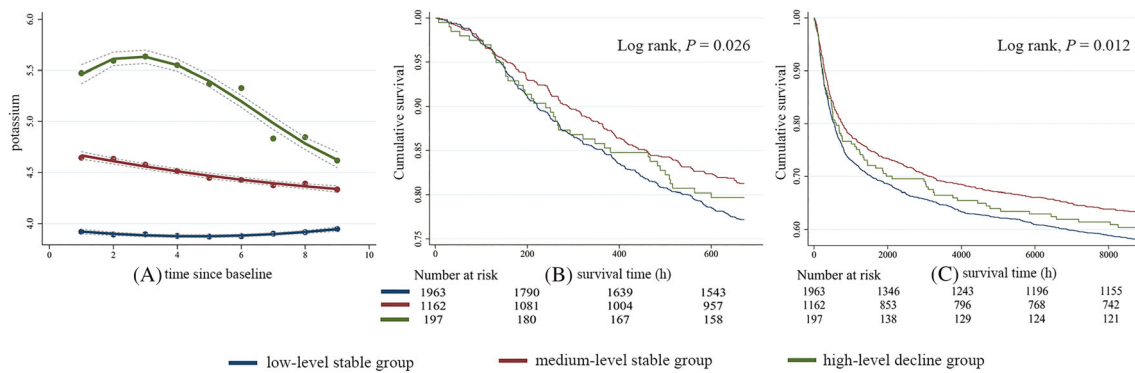 6.0
5.5
5.0
4.5
4.0
potassium
0 2 4 6 8 10
(A) time since baseline
1.00
0.95
0.90
0.85
0.80
0.75
Cumulative survival
Log rank, P = 0.026
0 200 400 600
(B) survival time (h)
Number at risk
1963 1790 1639 1543
1162 1081 1004 957
197 180 167 158
1.00
0.90
0.80
0.70
0.60
Cumulative survival
Log rank, P = 0.012
0 2000 4000 6000 8000
(C) survival time (h)
Number at risk
1963 1346 1243 1196 1155
1162 853 796 768 742
197 138 129 124 121
low-level stable group medium-level stable group high-level decline group